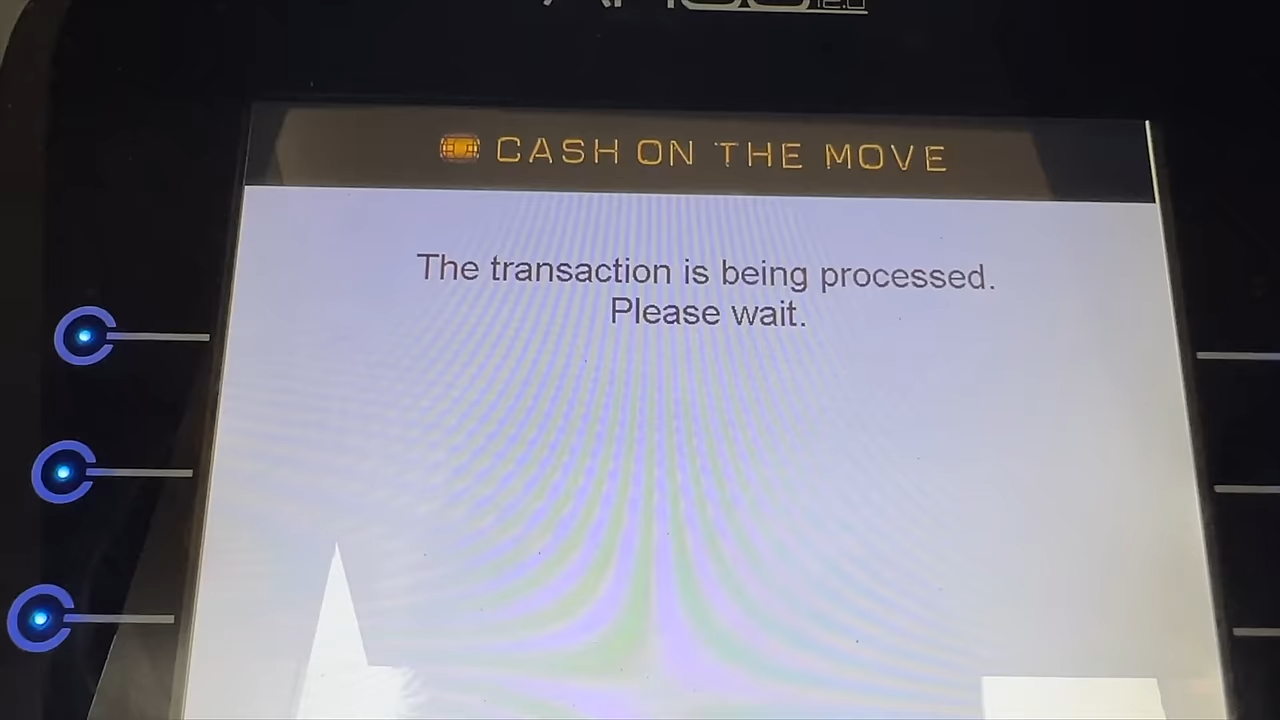 CASH ON THE MOVE
The transaction is being processed.
Please wait.